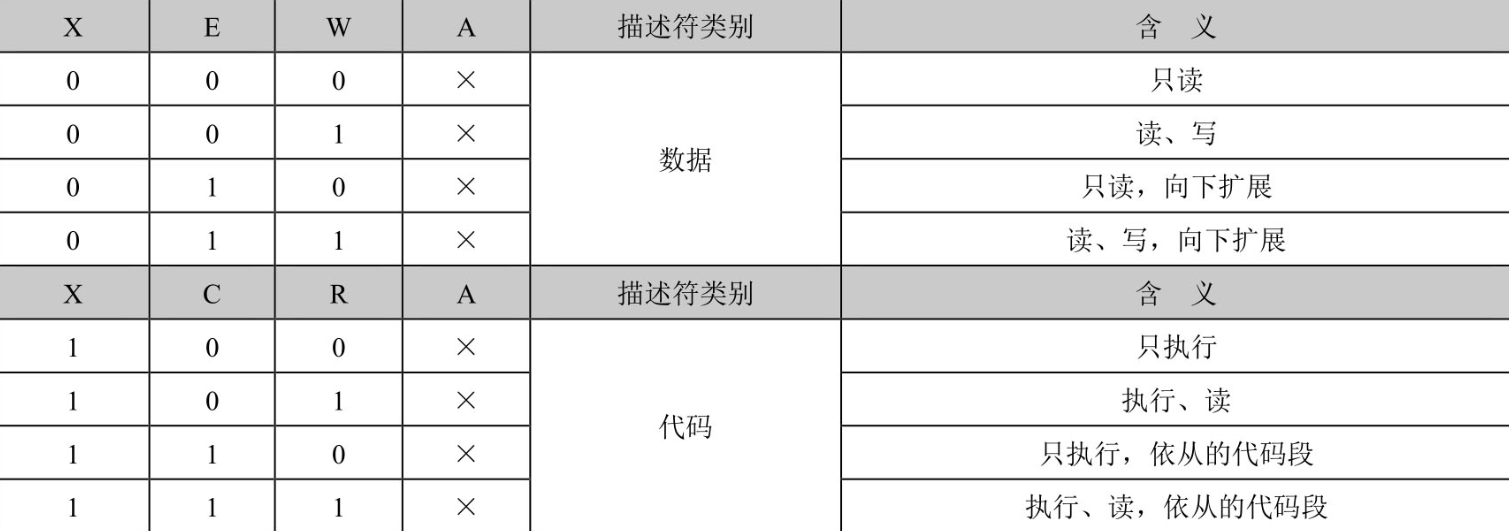 X E W A 描述符类别 含 义
0 0 0 × 只读
0 0 1 × 读、写
数据
0 1 0 × 只读，向下扩展
0 1 1 × 读、写，向下扩展
X C R A 描述符类别 含 义
1 0 0 × 只执行
1 0 1 × 执行、读
代码
1 1 0 × 只执行，依从的代码段
1 1 1 × 执行、读，依从的代码段